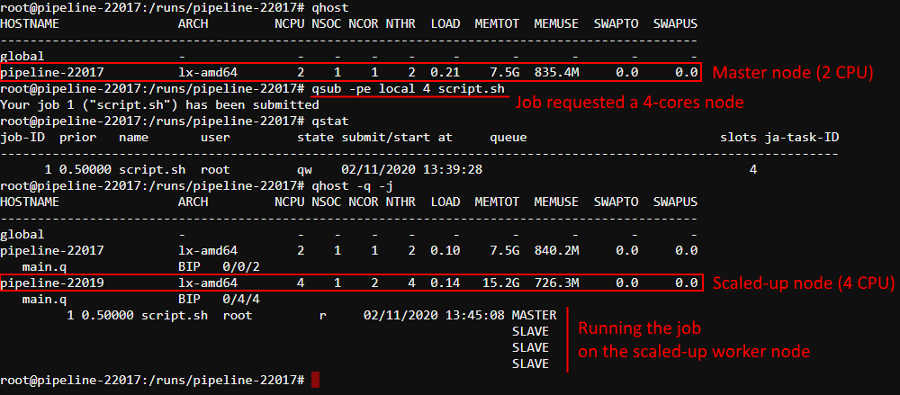 root@pipeline-22017:/runs/pipeline-22017# qhost
HOSTNAME ARCH NCPU NSOC NCOR NTHR LOAD MEMTOT MEMUSE SWAPTO SWAPUS
----------------------------------------------------------------------------------------------
global - - - - - - - - - -
pipeline-22017 lx-amd64 2 1 1 2 0.21 7.5G 835.4M 0.0 0.0 Master node (2 CPU)
root@pipeline-22017:/runs/pipeline-22017# qsub -pe local 4 script.sh
Your job 1 ("script.sh") has been submitted Job requested a 4-cores node
root@pipeline-22017:/runs/pipeline-22017# qstat
job-ID prior name user state submit/start at queue slots ja-task-ID
-----------------------------------------------------------------------------------------------------------------
1 0.50000 script.sh root qw 02/11/2020 13:39:28 4
root@pipeline-22017:/runs/pipeline-22017# qhost -q -j
HOSTNAME ARCH NCPU NSOC NCOR NTHR LOAD MEMTOT MEMUSE SWAPTO SWAPUS
----------------------------------------------------------------------------------------------
global - - - - - - - - - -
pipeline-22017 lx-amd64 2 1 1 2 0.10 7.5G 840.2M 0.0 0.0
main.q BIP 0/0/2
pipeline-22019 lx-amd64 4 1 2 4 0.14 15.2G 726.3M 0.0 0.0 Scaled-up node (4 CPU)
main.q BIP 0/4/4
1 0.50000 script.sh root r 02/11/2020 13:45:08 MASTER
SLAVE Running the job
SLAVE on the scaled-up worker node
SLAVE
root@pipeline-22017:/runs/pipeline-22017#